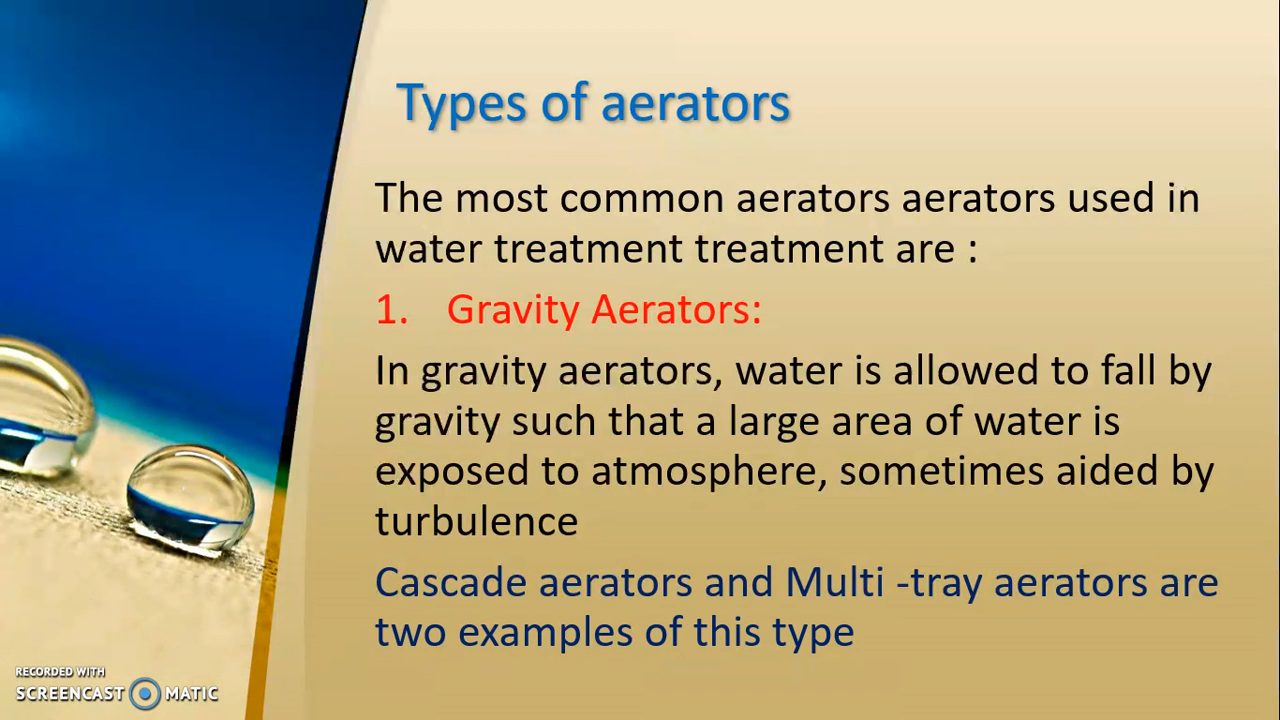 Types of aerators
The most common aerators aerators used in
water treatment treatment are :
1. Gravity Aerators:
In gravity aerators, water is allowed to fall by
gravity such that a large area of water is
exposed to atmosphere, sometimes aided by
turbulence
Cascade aerators and Multi -tray aerators are
two examples of this type
RECORDED WITH
SCREENCAST MATIC